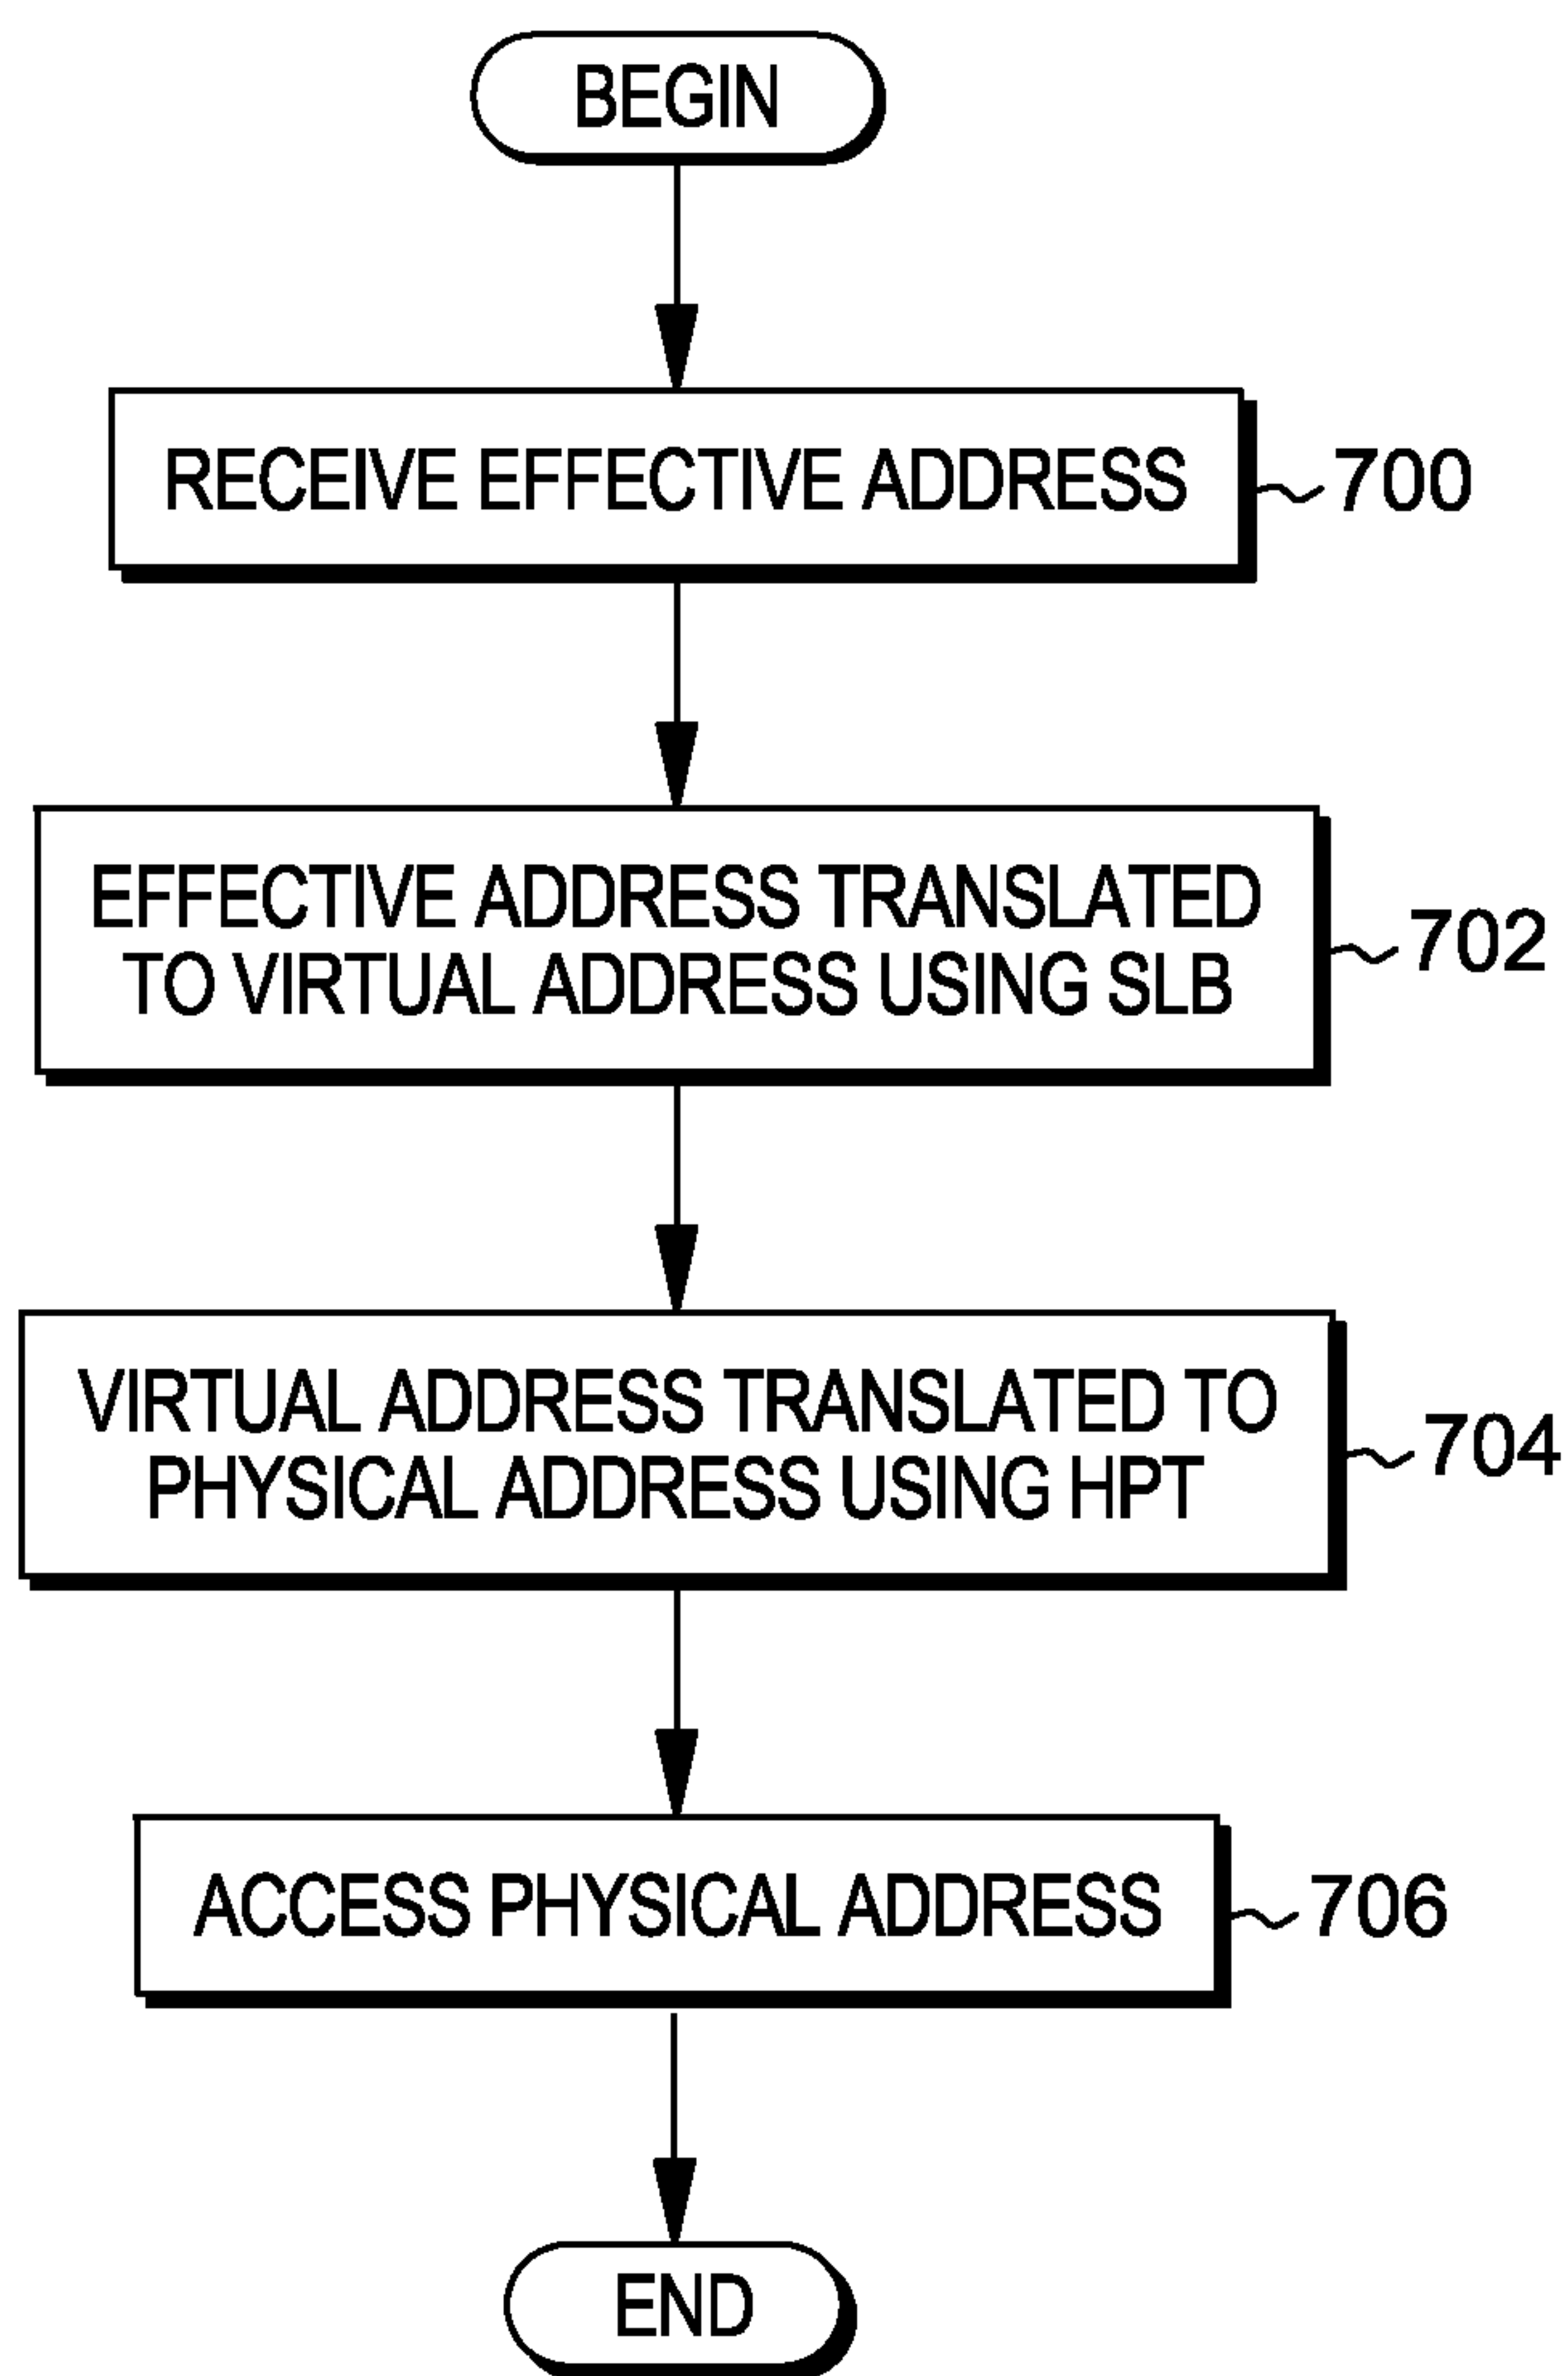 BEGIN
RECEIVE EFFECTIVE ADDRESS
700
EFFECTIVE ADDRESS TRANSLATED
TO VIRTUAL ADDRESS USING SLB
702
VIRTUAL ADDRESS TRANSLATED TO
PHYSICAL ADDRESS USING HPT
704
ACCESS PHYSICAL ADDRESS
706
END